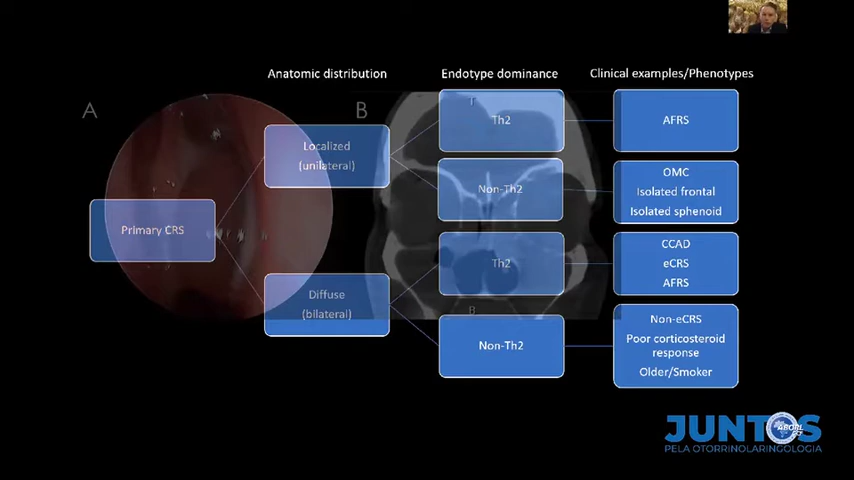 Anatomic distribution
Endotype dominance
Clinical examples/Phenotypes
A
B
Primary CRS
Localized
(unilateral)
Th2
AFRS
Non-Th2
OMC
Isolated frontal
Isolated sphenoid
Diffuse
(bilateral)
Th2
CCAD
eCRS
AFRS
Non-Th2
Non-eCRS
Poor corticosteroid
response
Older/Smoker
JUNTOS
PELA OTORRINOLARINGOLOGIA